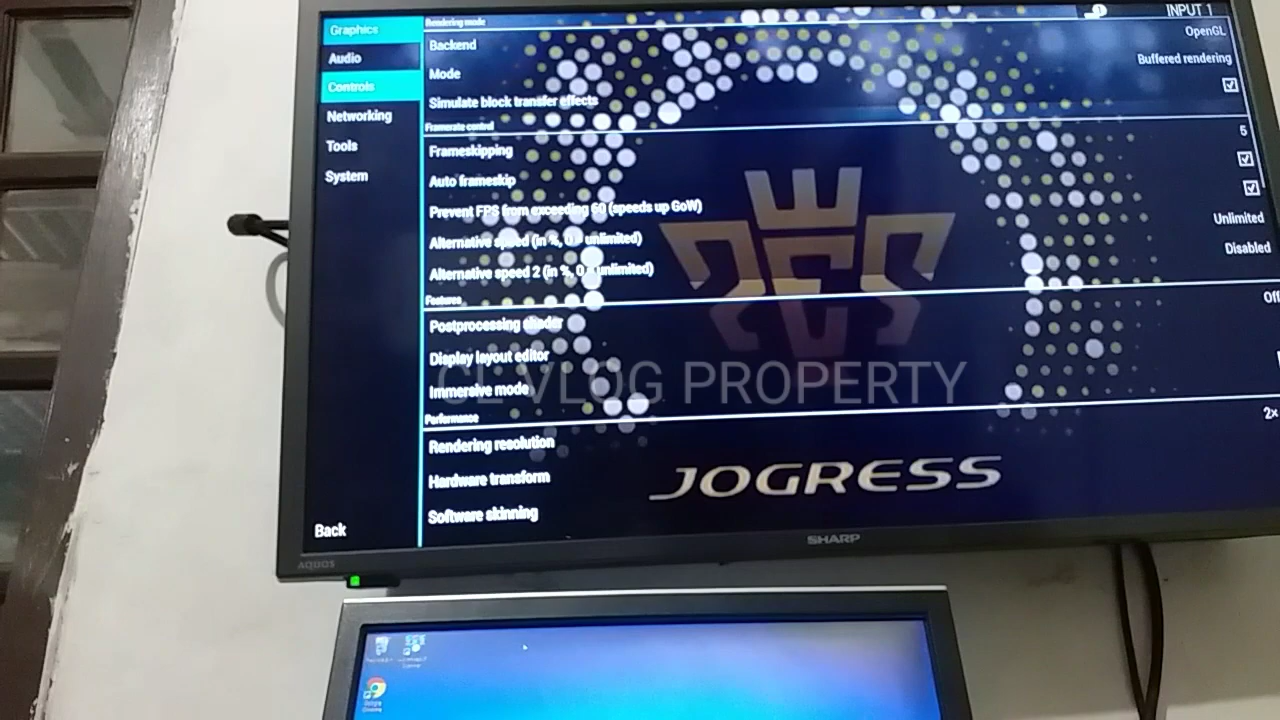 Graphics
Audio
Controls
Networking
Tools
System
Back
Rendering mode
INPUT 1
Backend OpenGL
Mode Buffered rendering
Simulate block transfer effects
Framerate control
Frameskipping 5
Auto frameskip
Prevent FPS from exceeding 60 (speeds up GoW)
Alternative speed (in %, 0 = unlimited) Unlimited
Alternative speed 2 (in %, 0 = unlimited) Disabled
Features
Postprocessing shader Off
Display layout editor
Immersive mode
CL VLOG PROPERTY
Performance
Rendering resolution 2×
Hardware transform
Software skinning
JOGRESS
SHARP
AQUOS
Google
Chrome